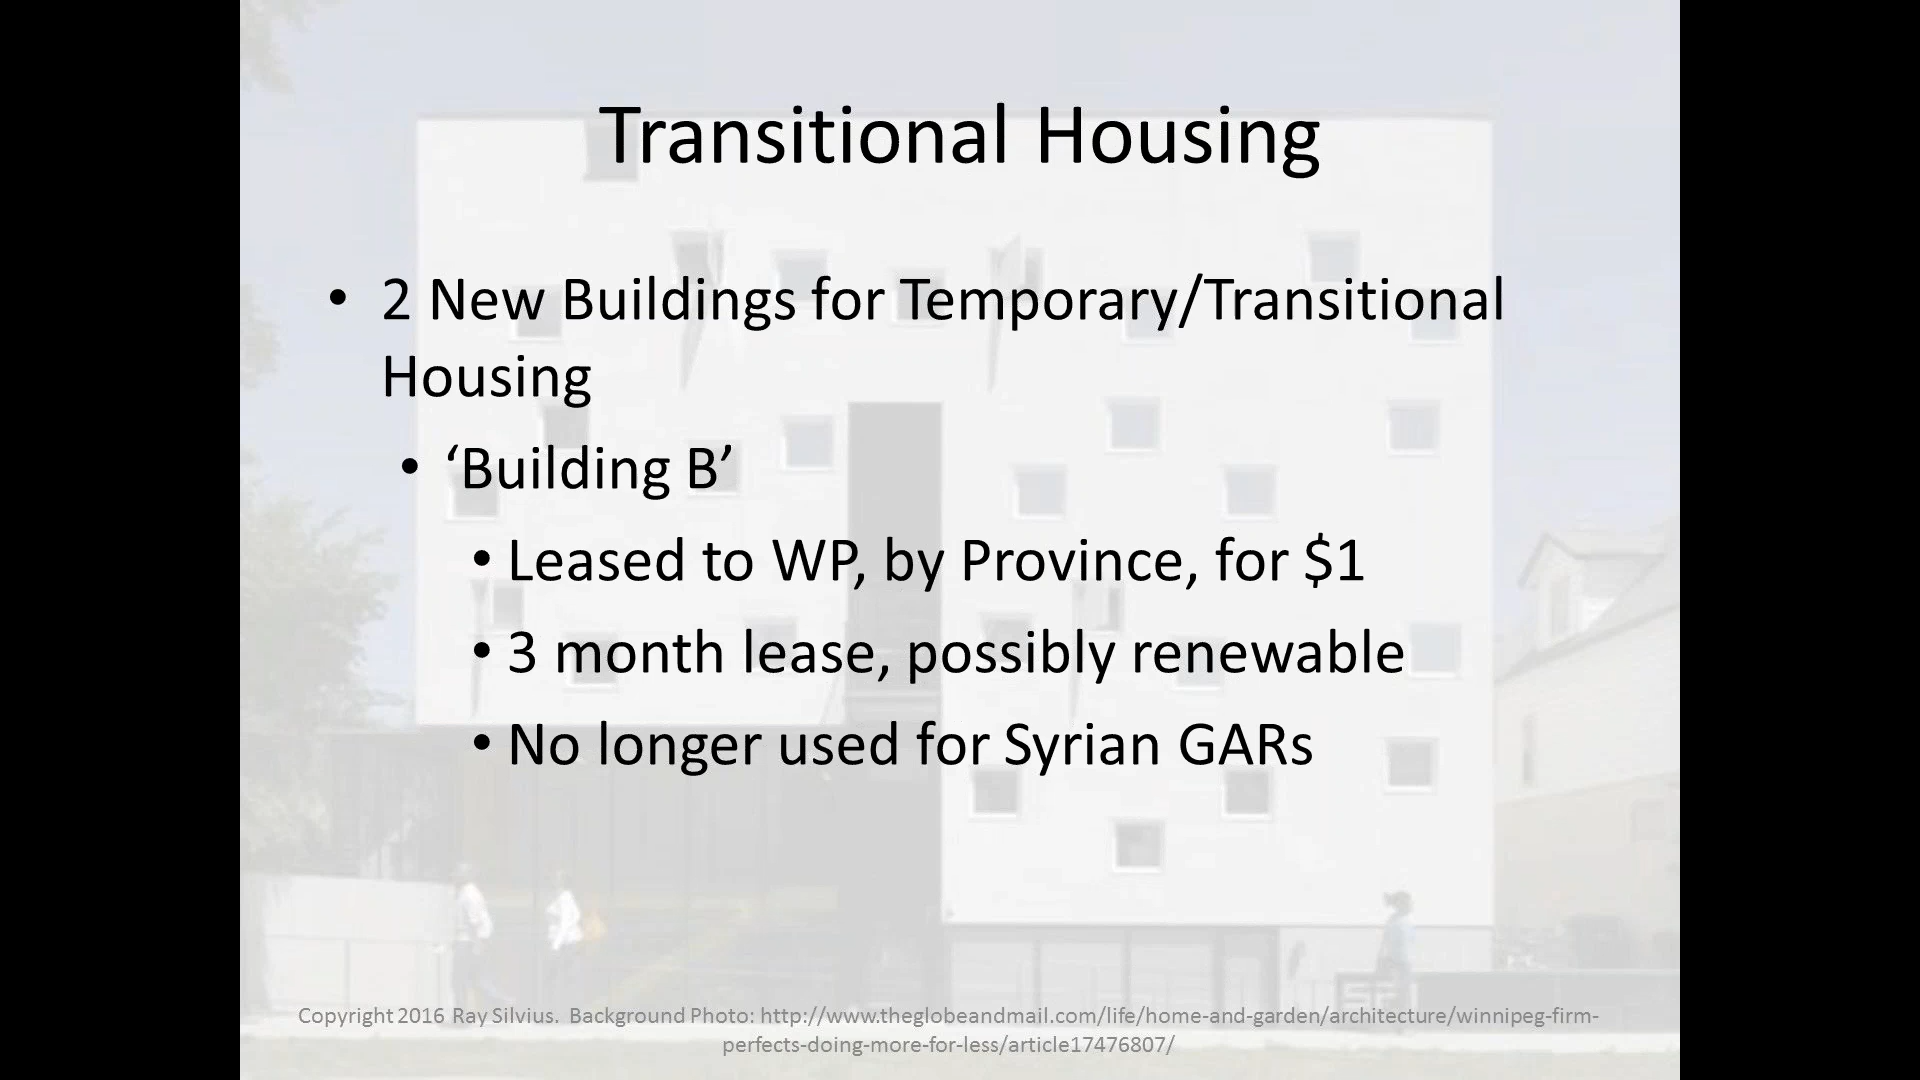 Transitional Housing
• 2 New Buildings for Temporary/Transitional
Housing
• ‘Building B’
• Leased to WP, by Province, for $1
• 3 month lease, possibly renewable
• No longer used for Syrian GARs
Copyright 2016 Ray Silvius. Background Photo: http://www.theglobeandmail.com/life/home-and-garden/architecture/winnipeg-firm-
perfects-doing-more-for-less/article17476807/